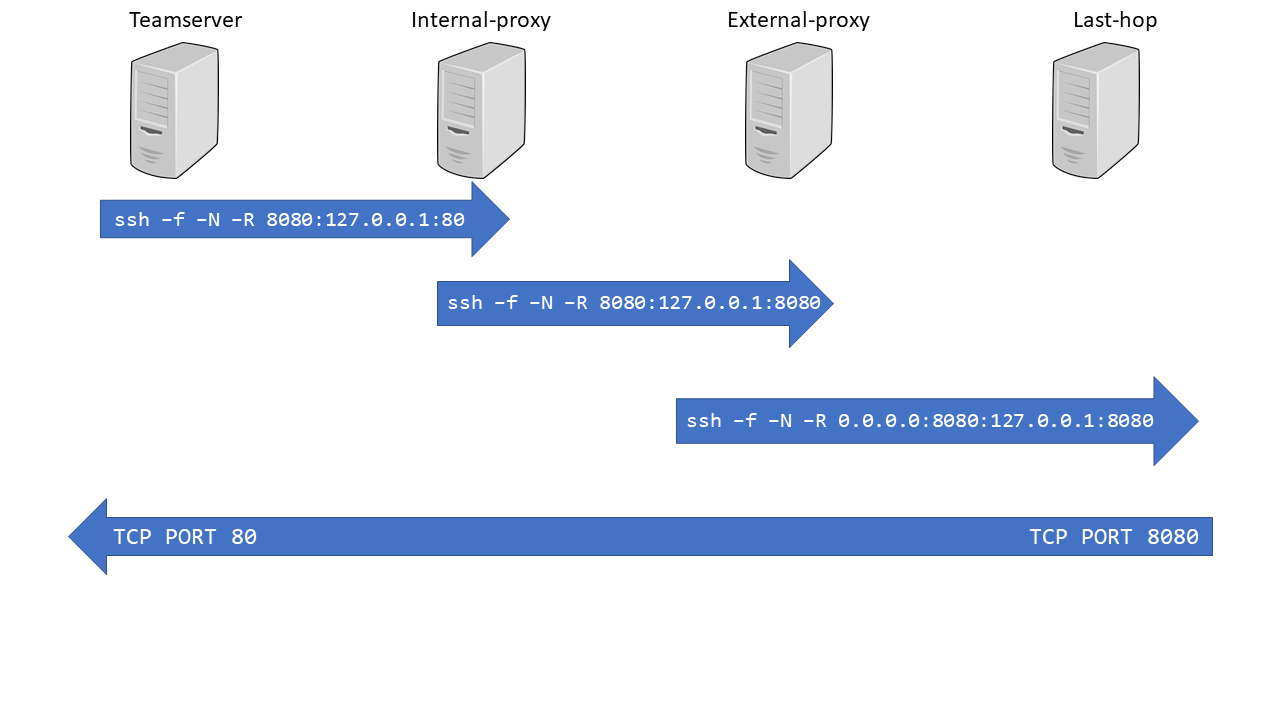 Teamserver
Internal-proxy
External-proxy
Last-hop
ssh –f –N –R 8080:127.0.0.1:80
ssh –f –N –R 8080:127.0.0.1:8080
ssh –f –N –R 0.0.0.0:8080:127.0.0.1:8080
TCP PORT 80
TCP PORT 8080